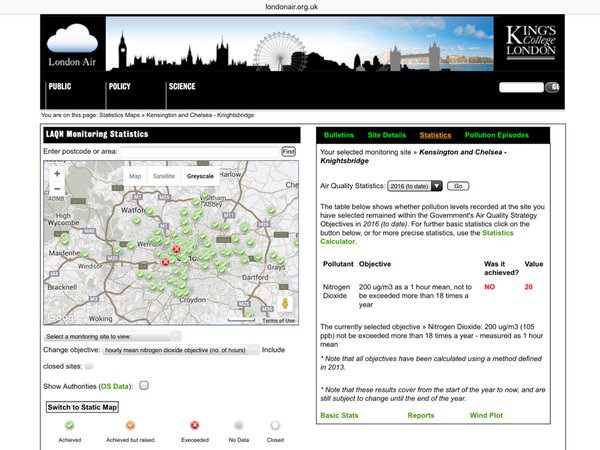 londonair.org.uk
London Air
KING'S
College
LONDON
PUBLIC
POLICY
SCIENCE
You are on this page: Statistics Maps » Kensington and Chelsea - Knightsbridge
LAQN Monitoring Statistics
Enter postcode or area:
Find
Map
Satellite
Greyscale
Harlow
High
Wycombe
Watford
Maidenhead
Windsor
Bracknell
Woking
Croydon
Dartford
Grays
Google
Terms of Use
Select a monitoring site to view:
Change objective: hourly mean nitrogen dioxide objective (no. of hours) Include
closed sites:
Show Authorities (OS Data):
Switch to Static Map
Achieved
Achieved but raised
Execeeded
No Data
Closed
Bulletins
Site Details
Statistics
Pollution Episodes
Your selected monitoring site » Kensington and Chelsea -
Knightsbridge
Air Quality Statistics: 2016 (to date) Go
The table below shows whether pollution levels recorded at the site you
have selected remained within the Government's Air Quality Strategy
Objectives in 2016 (to date). For further basic statistics click on the
button below, or for more precise statistics, use the Statistics
Calculator.
Pollutant Objective Was it Value
achieved?
Nitrogen 200 ug/m3 as a 1 hour mean, not to NO 20
Dioxide be exceeded more than 18 times a
year
The currently selected objective » Nitrogen Dioxide: 200 ug/m3 (105
ppb) not be exceeded more than 18 times a year - measured as 1 hour
mean
* Note that all objectives have been calculated using a method defined
in 2013.
* Note that these results cover from the start of the year to now, and are
still subject to change until the end of the year.
Basic Stats
Reports
Wind Plot